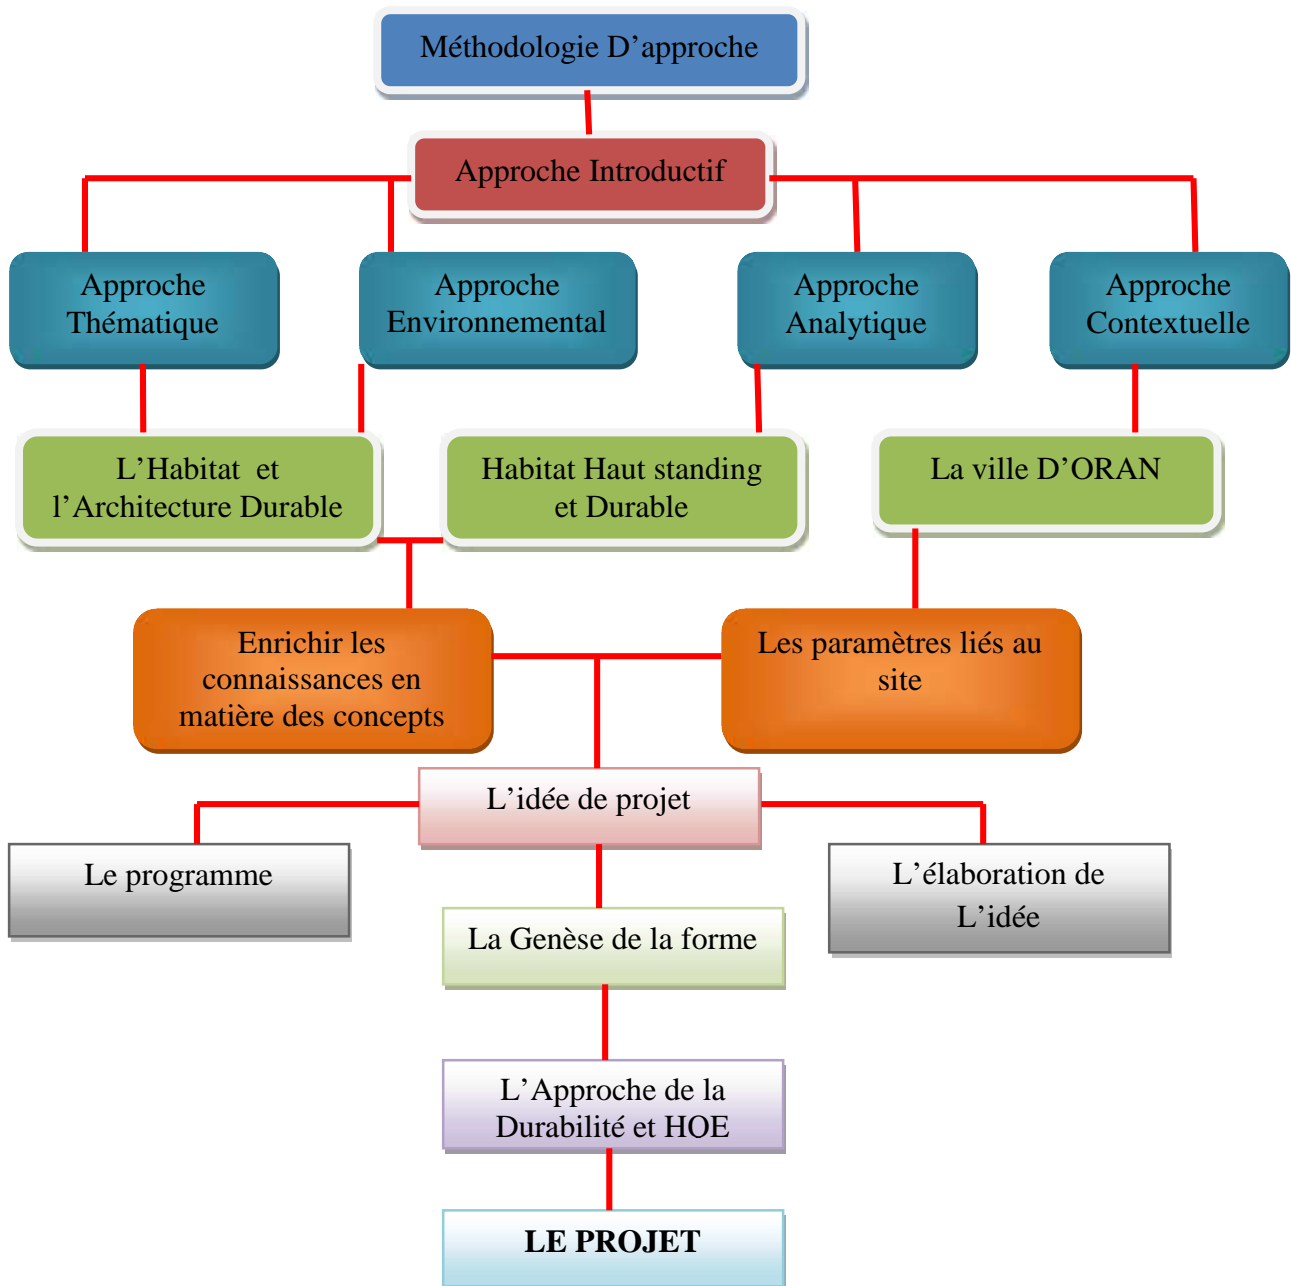 Méthodologie D’approche
Approche Introductif
Approche
Thématique
Approche
Environnemental
Approche
Analytique
Approche
Contextuelle
L’Habitat et
l’Architecture Durable
Habitat Haut standing
et Durable
La ville D’ORAN
Enrichir les
connaissances en
matière des concepts
Les paramètres liés au
site
L’idée de projet
Le programme
L’élaboration de
L’idée
La Genèse de la forme
L’Approche de la
Durabilité et HOE
LE PROJET